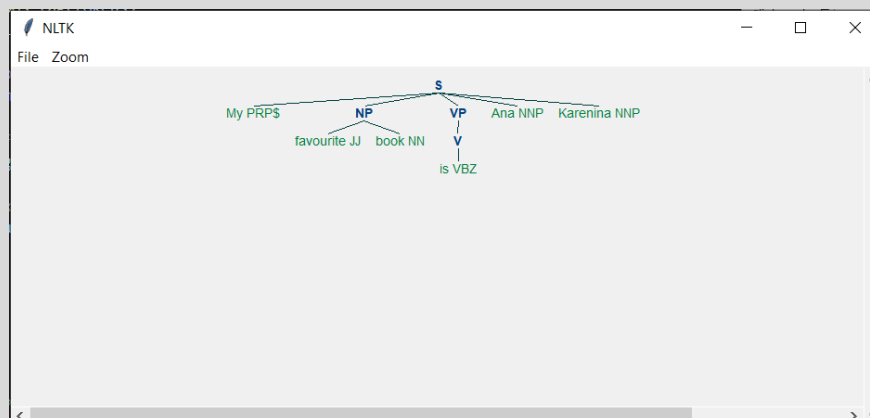 NLTK
File Zoom
S
My PRP$ NP VP Ana NNP Karenina NNP
favourite JJ book NN V
is VBZ